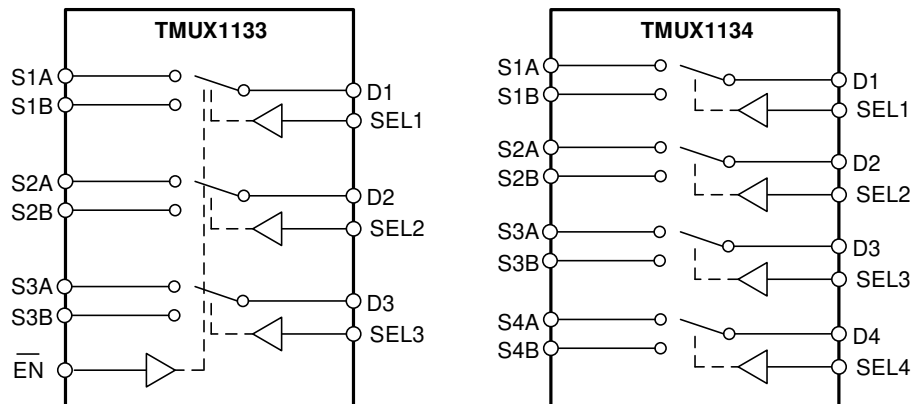 TMUX1133
S1A
S1B
D1
SEL1
S2A
S2B
D2
SEL2
S3A
S3B
D3
SEL3
E̅N̅
TMUX1134
S1A
S1B
D1
SEL1
S2A
S2B
D2
SEL2
S3A
S3B
D3
SEL3
S4A
S4B
D4
SEL4